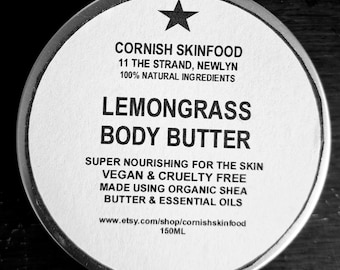 CORNISH SKINFOOD
11 THE STRAND, NEWLYN
100% NATURAL INGREDIENTS
LEMONGRASS
BODY BUTTER
SUPER NOURISHING FOR THE SKIN
VEGAN & CRUELTY FREE
MADE USING ORGANIC SHEA
BUTTER & ESSENTIAL OILS
www.etsy.com/shop/cornishskinfood
150ML